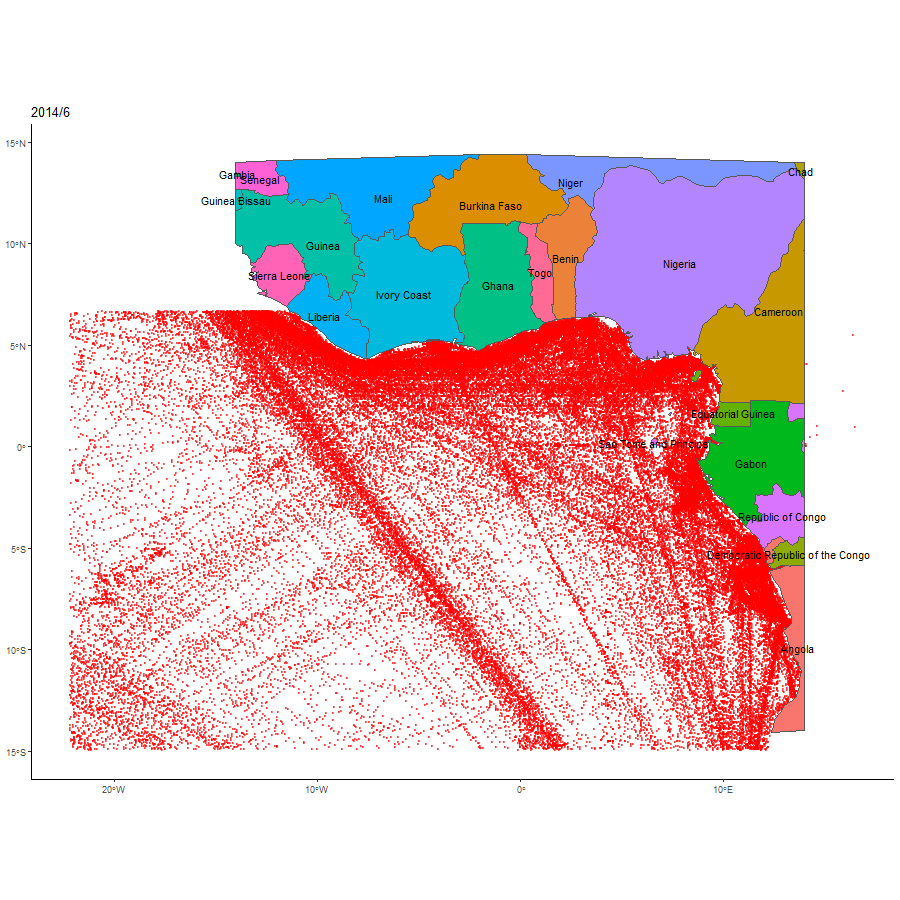 2014/6
15°N
10°N
5°N
0°
5°S
10°S
15°S
Chad
Gambia
Senegal
Niger
Mali
Guinea Bissau
Burkina Faso
Guinea
Benin
Nigeria
Togo
Sierra Leone
Ghana
Ivory Coast
Cameroon
Liberia
Equatorial Guinea
Sao Tome and Principe
Gabon
Republic of Congo
Democratic Republic of the Congo
Angola
20°W
10°W
0°
10°E